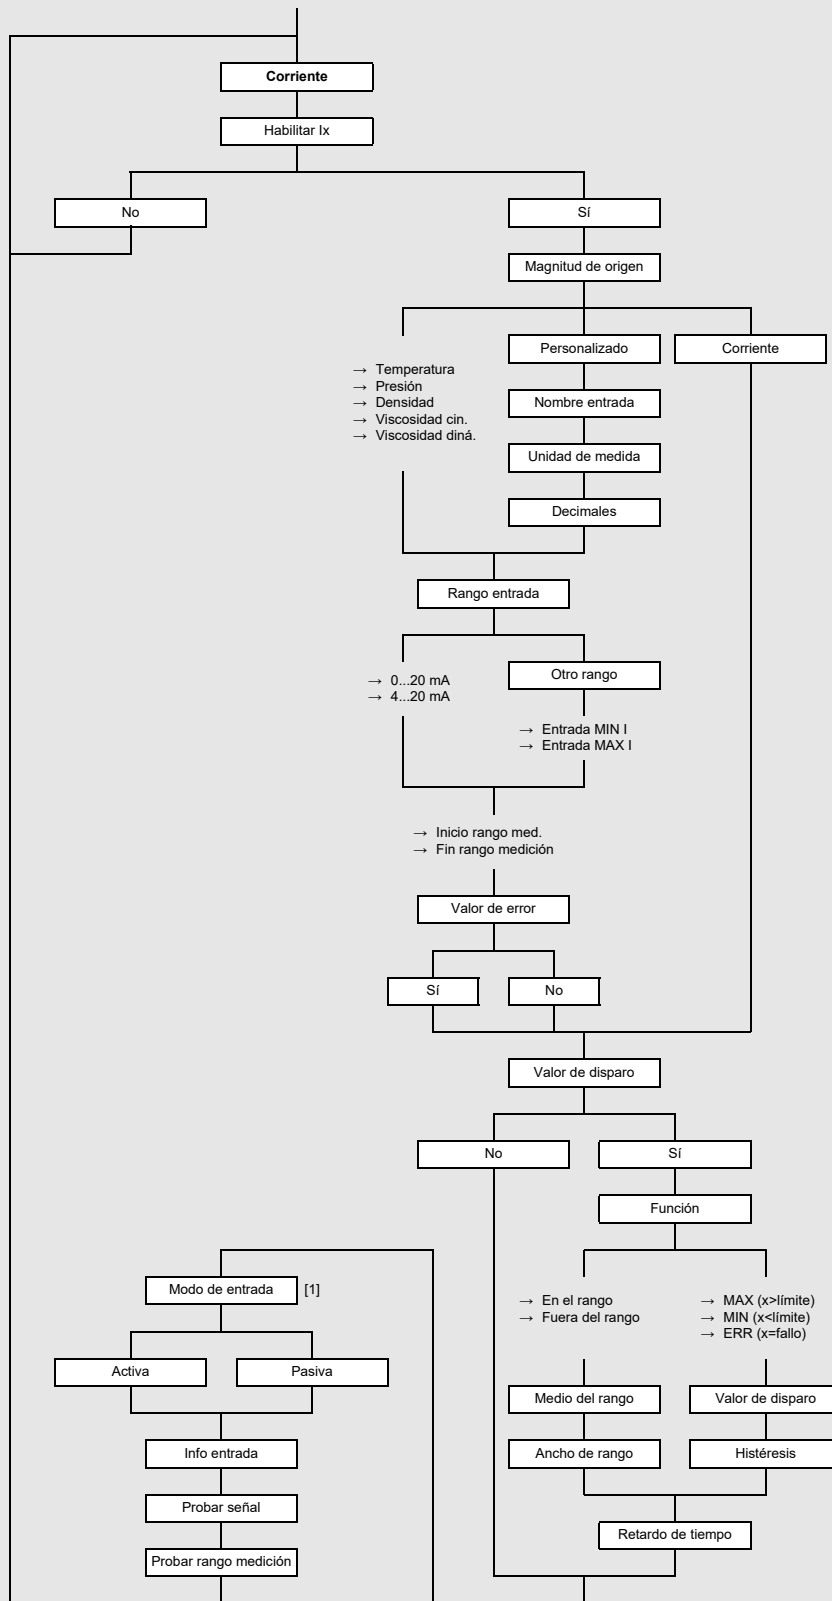 Corriente
Habilitar Ix
No
Sí
Magnitud de origen
→ Temperatura
→ Presión
→ Densidad
→ Viscosidad cin.
→ Viscosidad diná.
Personalizado
Corriente
Nombre entrada
Unidad de medida
Decimales
Rango entrada
→ 0...20 mA
→ 4...20 mA
Otro rango
→ Entrada MIN I
→ Entrada MAX I
→ Inicio rango med.
→ Fin rango medición
Valor de error
Sí
No
Valor de disparo
No
Sí
Función
→ En el rango
→ Fuera del rango
→ MAX (x>límite)
→ MIN (x<límite)
→ ERR (x=fallo)
Medio del rango
Valor de disparo
Ancho de rango
Histéresis
Retardo de tiempo
Modo de entrada [1]
Activa
Pasiva
Info entrada
Probar señal
Probar rango medición